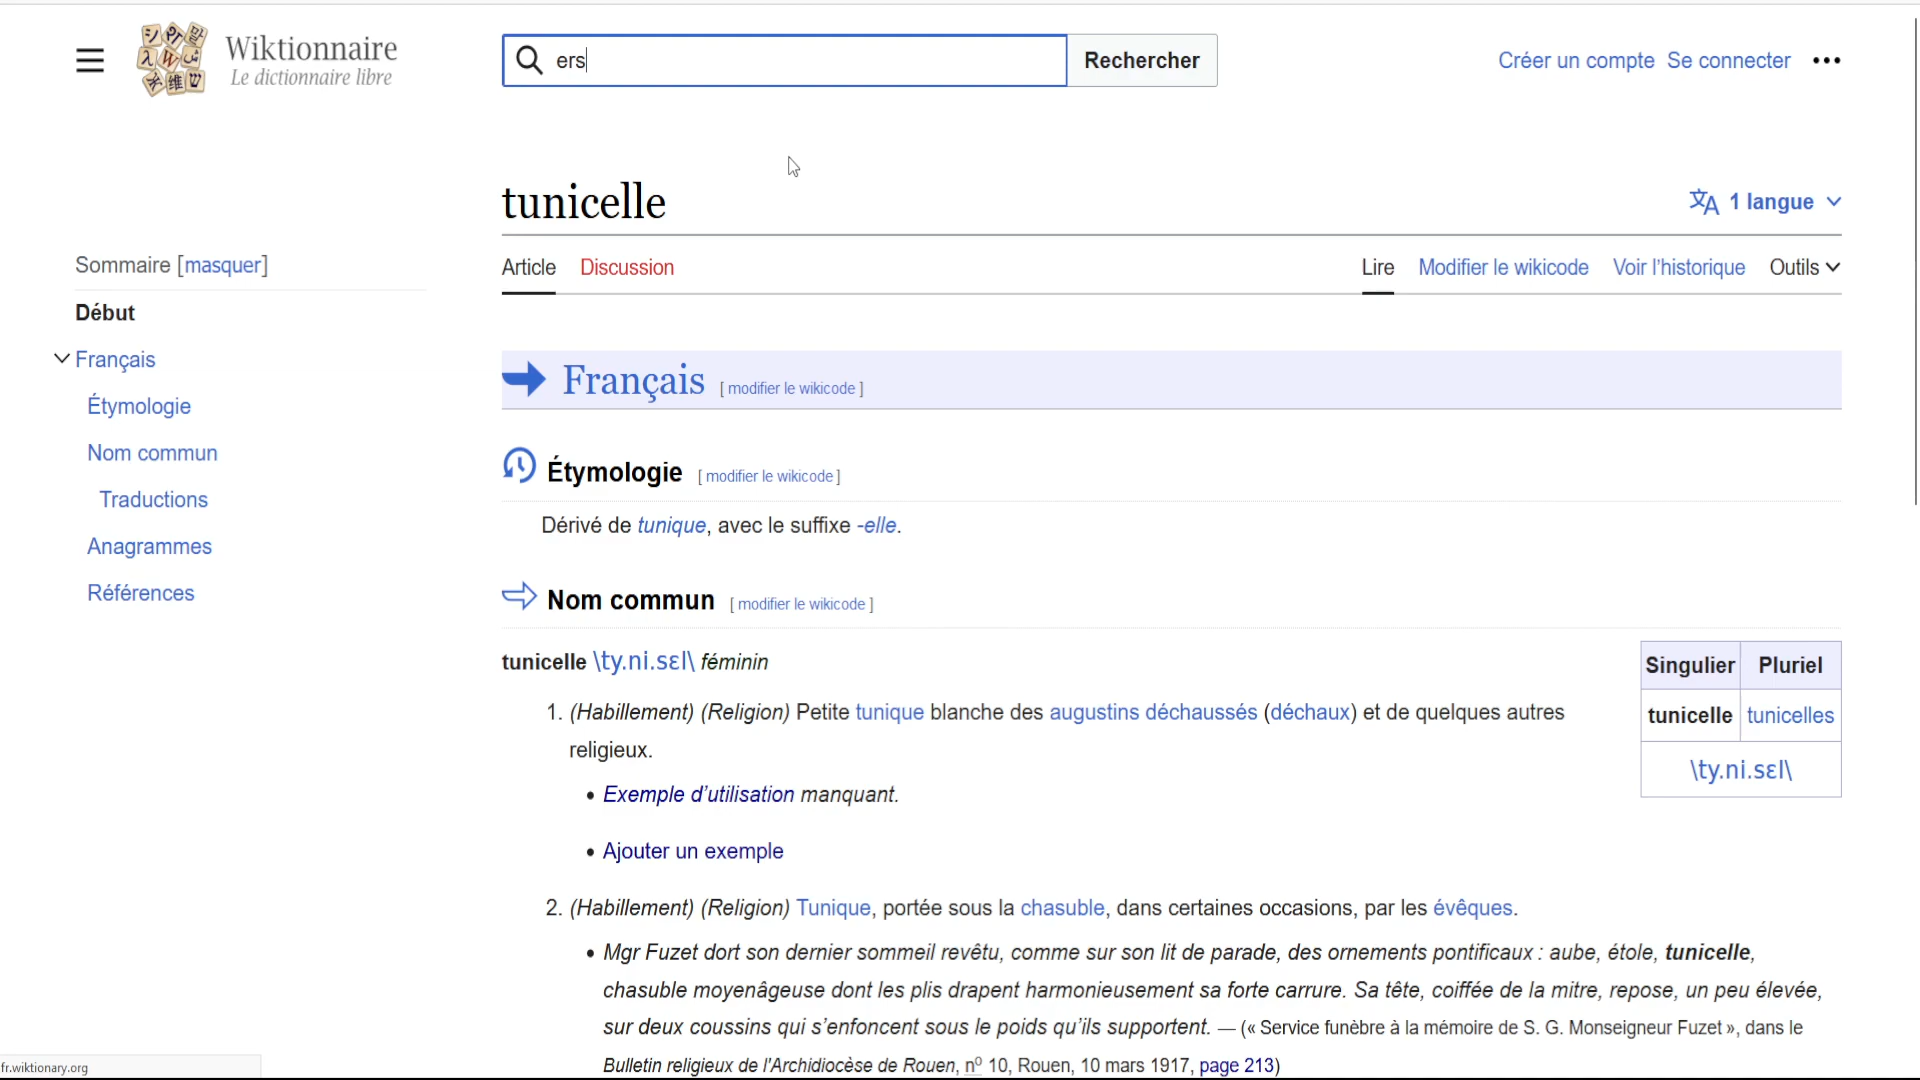 Wiktionnaire
Le dictionnaire libre
ers
Rechercher
Créer un compte Se connecter
tunicelle
1 langue
Sommaire [masquer]
Début
Français
Étymologie
Nom commun
Traductions
Anagrammes
Références
Article Discussion
Lire Modifier le wikicode Voir l'historique Outils
Français [ modifier le wikicode ]
Étymologie [ modifier le wikicode ]
Dérivé de tunique, avec le suffixe -elle.
Nom commun [ modifier le wikicode ]
tunicelle \ty.ni.sɛl\ féminin
1. (Habillement) (Religion) Petite tunique blanche des augustins déchaussés (déchaux) et de quelques autres
religieux.
• Exemple d’utilisation manquant.
• Ajouter un exemple
2. (Habillement) (Religion) Tunique, portée sous la chasuble, dans certaines occasions, par les évêques.
• Mgr Fuzet dort son dernier sommeil revêtu, comme sur son lit de parade, des ornements pontificaux : aube, étole, tunicelle,
chasuble moyenâgeuse dont les plis drapent harmonieusement sa forte carrure. Sa tête, coiffée de la mitre, repose, un peu élevée,
sur deux coussins qui s’enfoncent sous le poids qu’ils supportent. — (« Service funèbre à la mémoire de S. G. Monseigneur Fuzet », dans le
Bulletin religieux de l’Archidiocèse de Rouen, nº 10, Rouen, 10 mars 1917, page 213)
Singulier Pluriel
tunicelle tunicelles
\ty.ni.sɛl\
fr.wiktionary.org